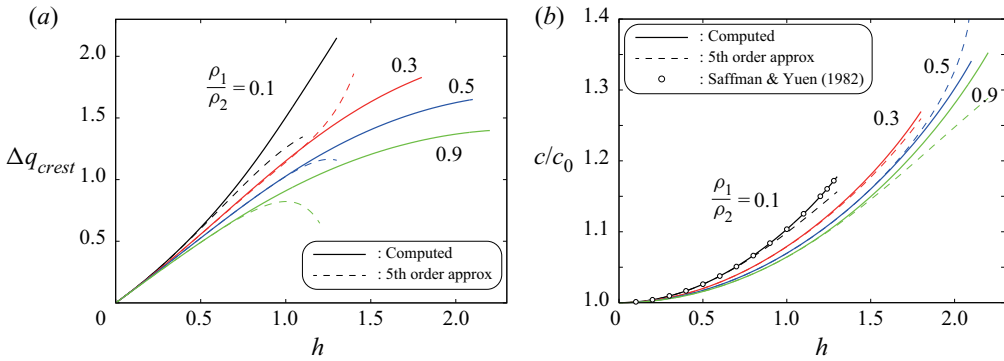 (a)
2.0
1.5
1.0
0.5
0
0.5
1.0
1.5
2.0
Δq_crest
h
ρ1/ρ2 = 0.1
0.3
0.5
0.9
: Computed
: 5th order approx
(b)
1.4
1.3
1.2
1.1
1.0
0
0.5
1.0
1.5
2.0
c/c0
h
: Computed
: 5th order approx
: Saffman & Yuen (1982)
0.5
0.9
0.3
ρ1/ρ2 = 0.1